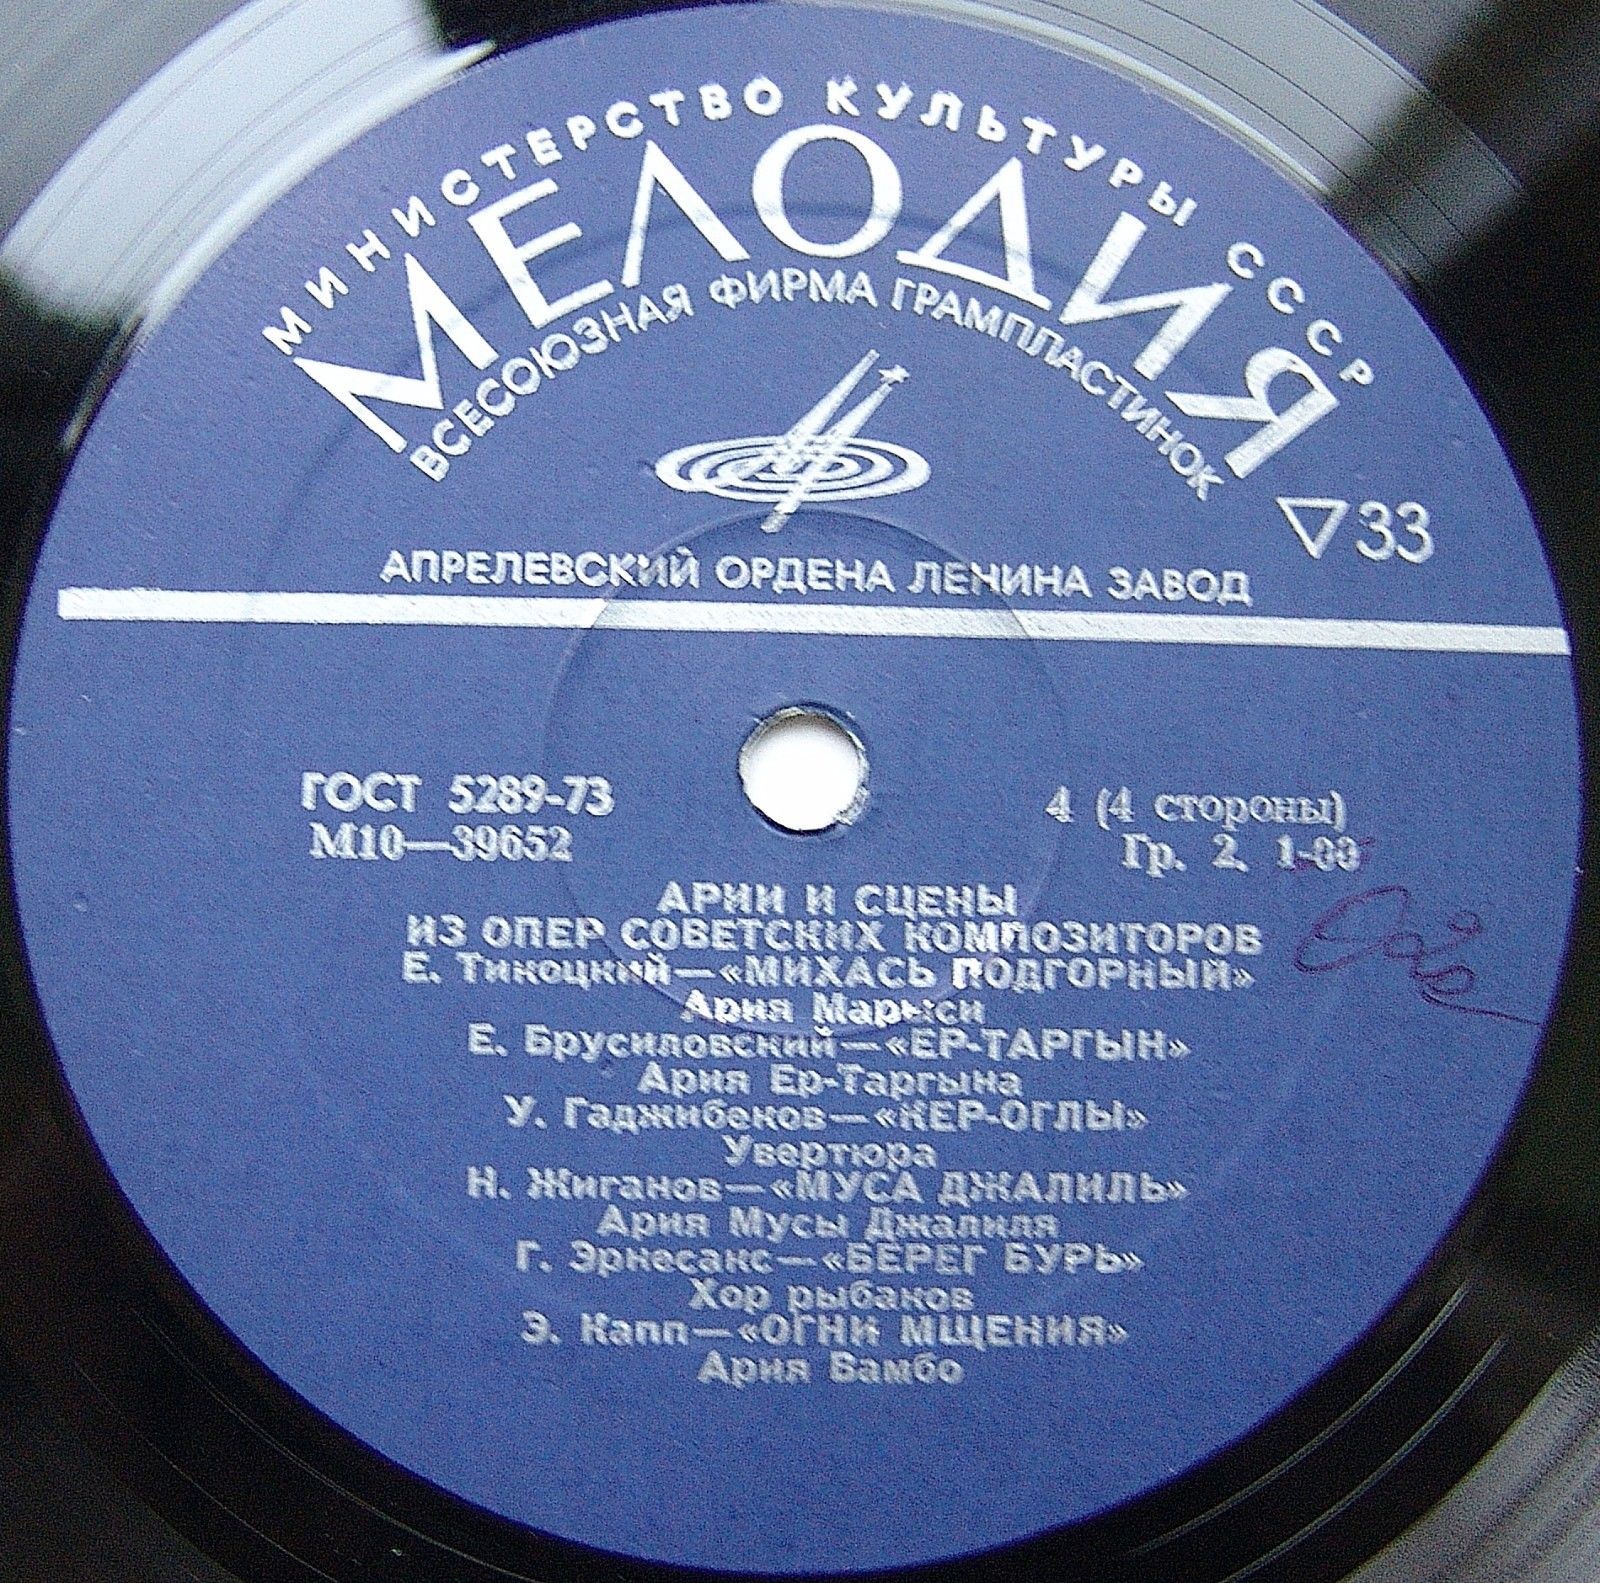 МИНИСТЕРСТВО КУЛЬТУРЫ СССР
МЕЛОДИЯ
ВСЕСОЮЗНАЯ ФИРМА ГРАМПЛАСТИНОК
33
АПРЕЛЕВСКИЙ ОРДЕНА ЛЕНИНА ЗАВОД
ГОСТ 5289-73
М10—39652
4 (4 стороны)
Гр. 2. 1-00
АРИИ И СЦЕНЫ
ИЗ ОПЕР СОВЕТСКИХ КОМПОЗИТОРОВ
Е. Тикоцкий—«МИХАСЬ ПОДГОРНЫЙ»
Ария Марыси
Е. Брусиловский—«ЕР-ТАРГЫН»
Ария Ер-Таргына
У. Гаджибеков—«КЕР-ОГЛЫ»
Увертюра
Н. Жиганов—«МУСА ДЖАЛИЛЬ»
Ария Мусы Джалиля
Г. Эрнесакс—«БЕРЕГ БУРЬ»
Хор рыбаков
Э. Капп—«ОГНИ МЩЕНИЯ»
Ария Вамбо